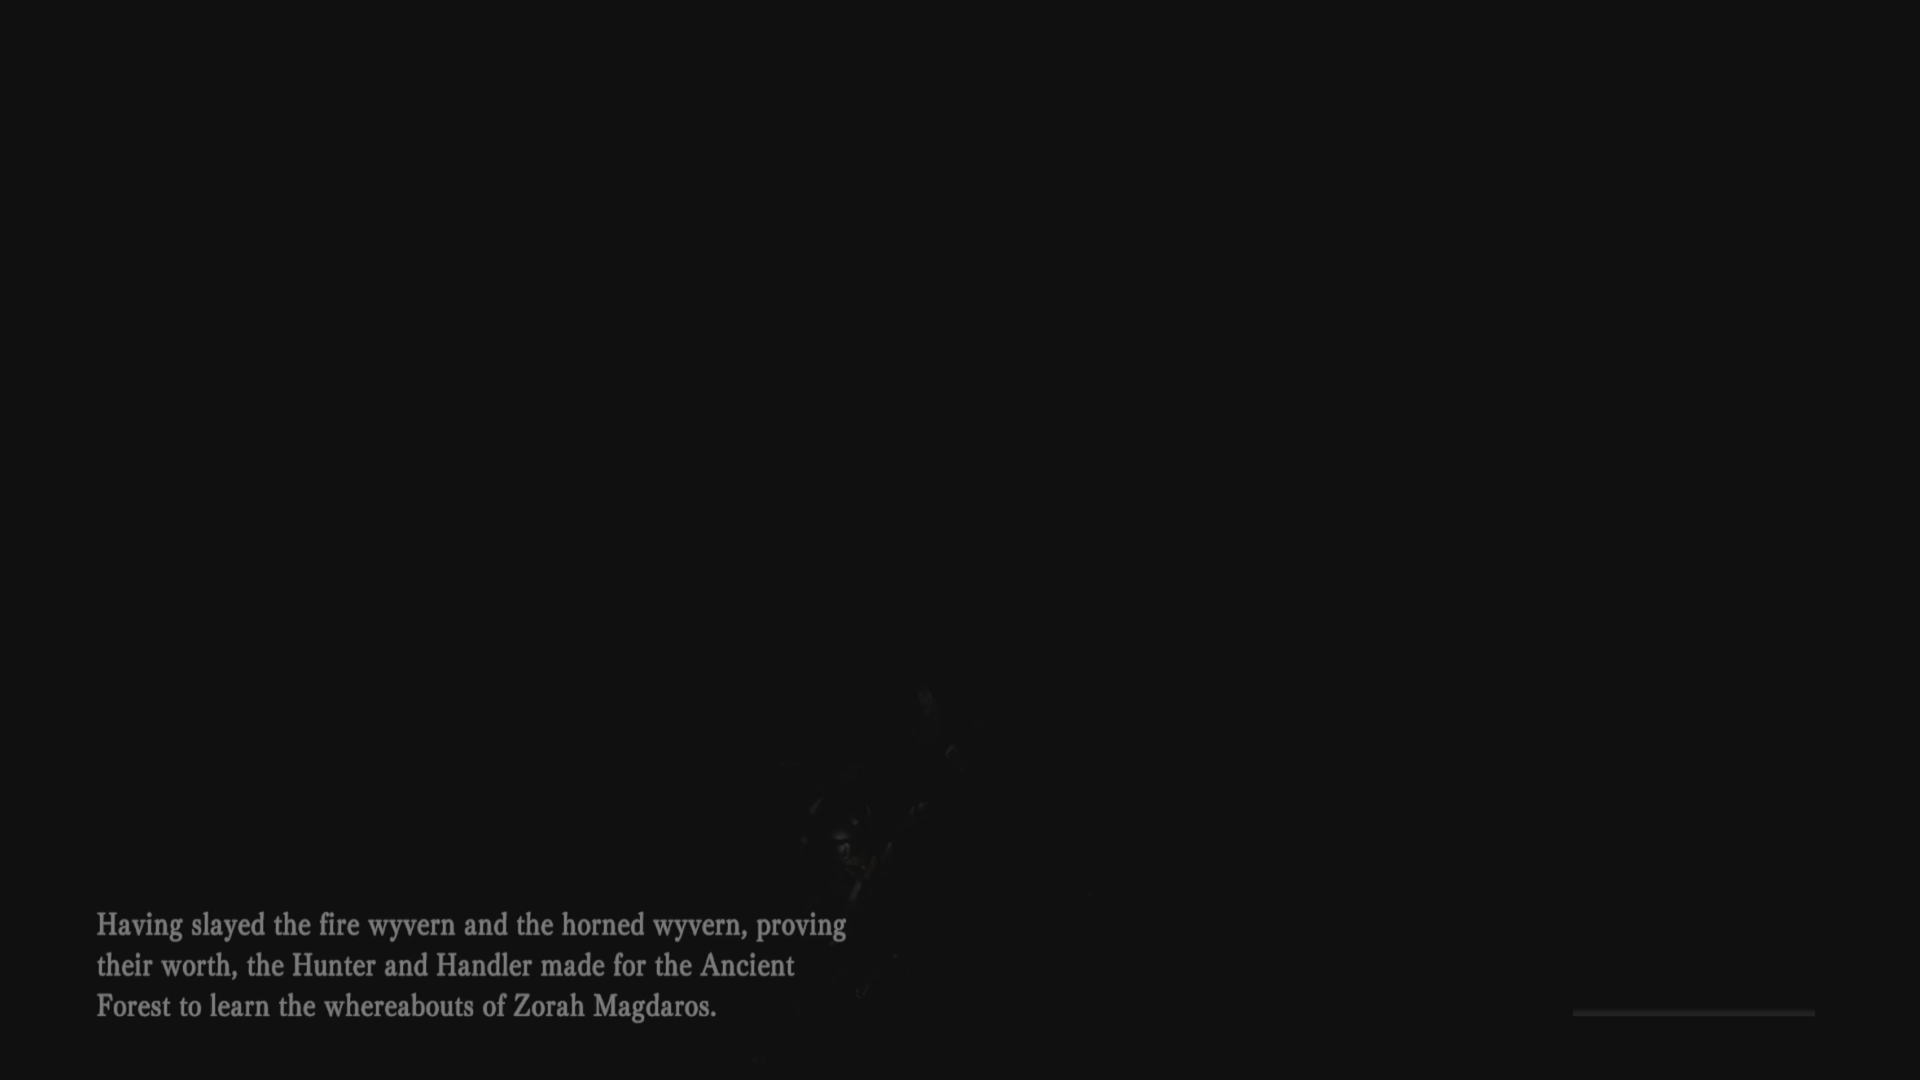 Having slayed the fire wyvern and the horned wyvern, proving
their worth, the Hunter and Handler made for the Ancient
Forest to learn the whereabouts of Zorah Magdaros.